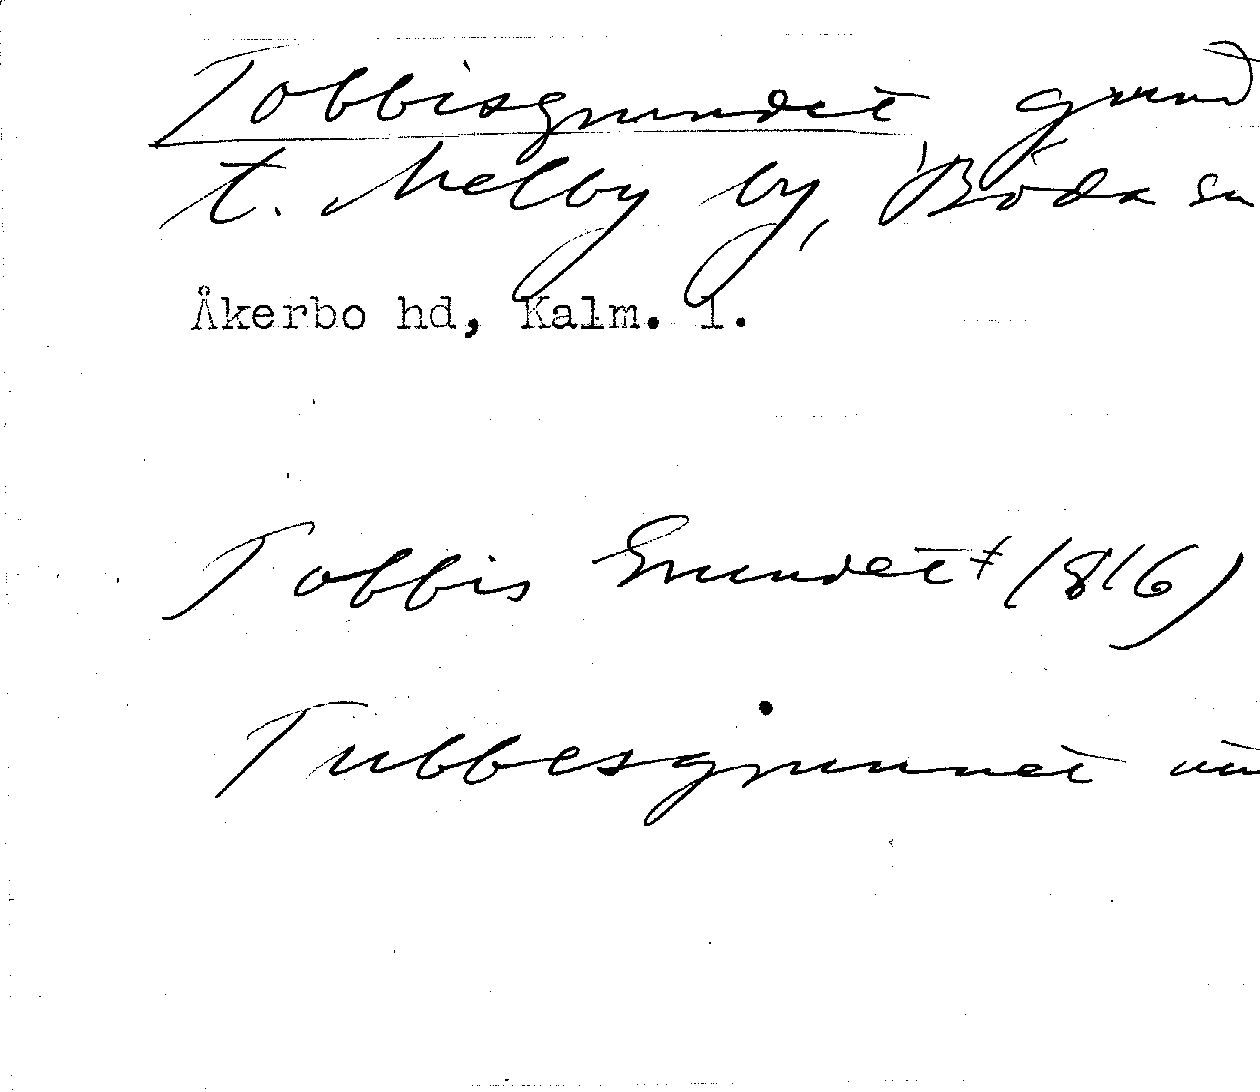 Tobbisgrundet grund
t. Melby by, Böda sn
Åkerbo hd, Kalm. l.
Tobbis Grundet ≠ (1816)
Tubbesgrunnet